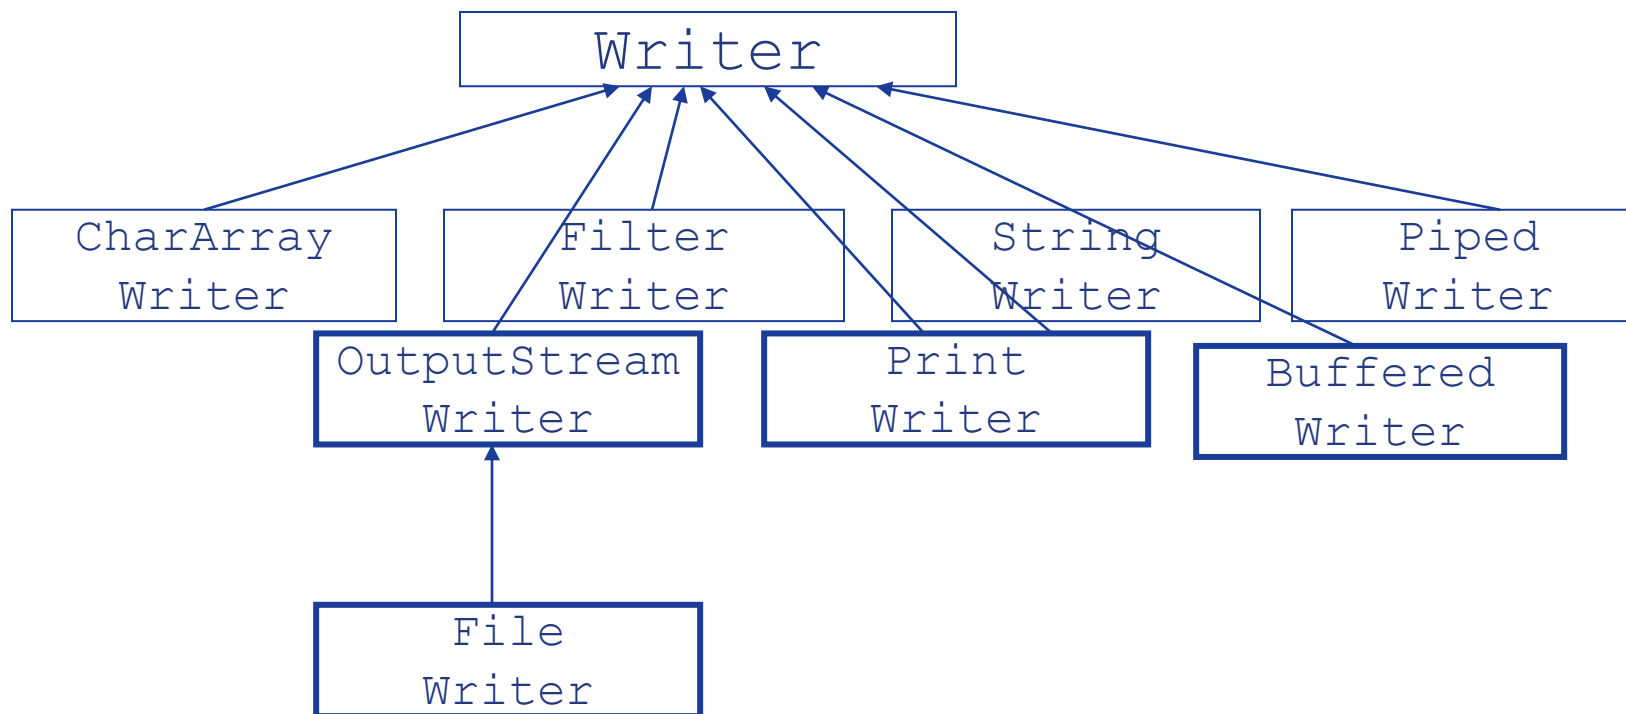 Writer
CharArray
Writer
Filter
Writer
String
Writer
Piped
Writer
OutputStream
Writer
Print
Writer
Buffered
Writer
File
Writer